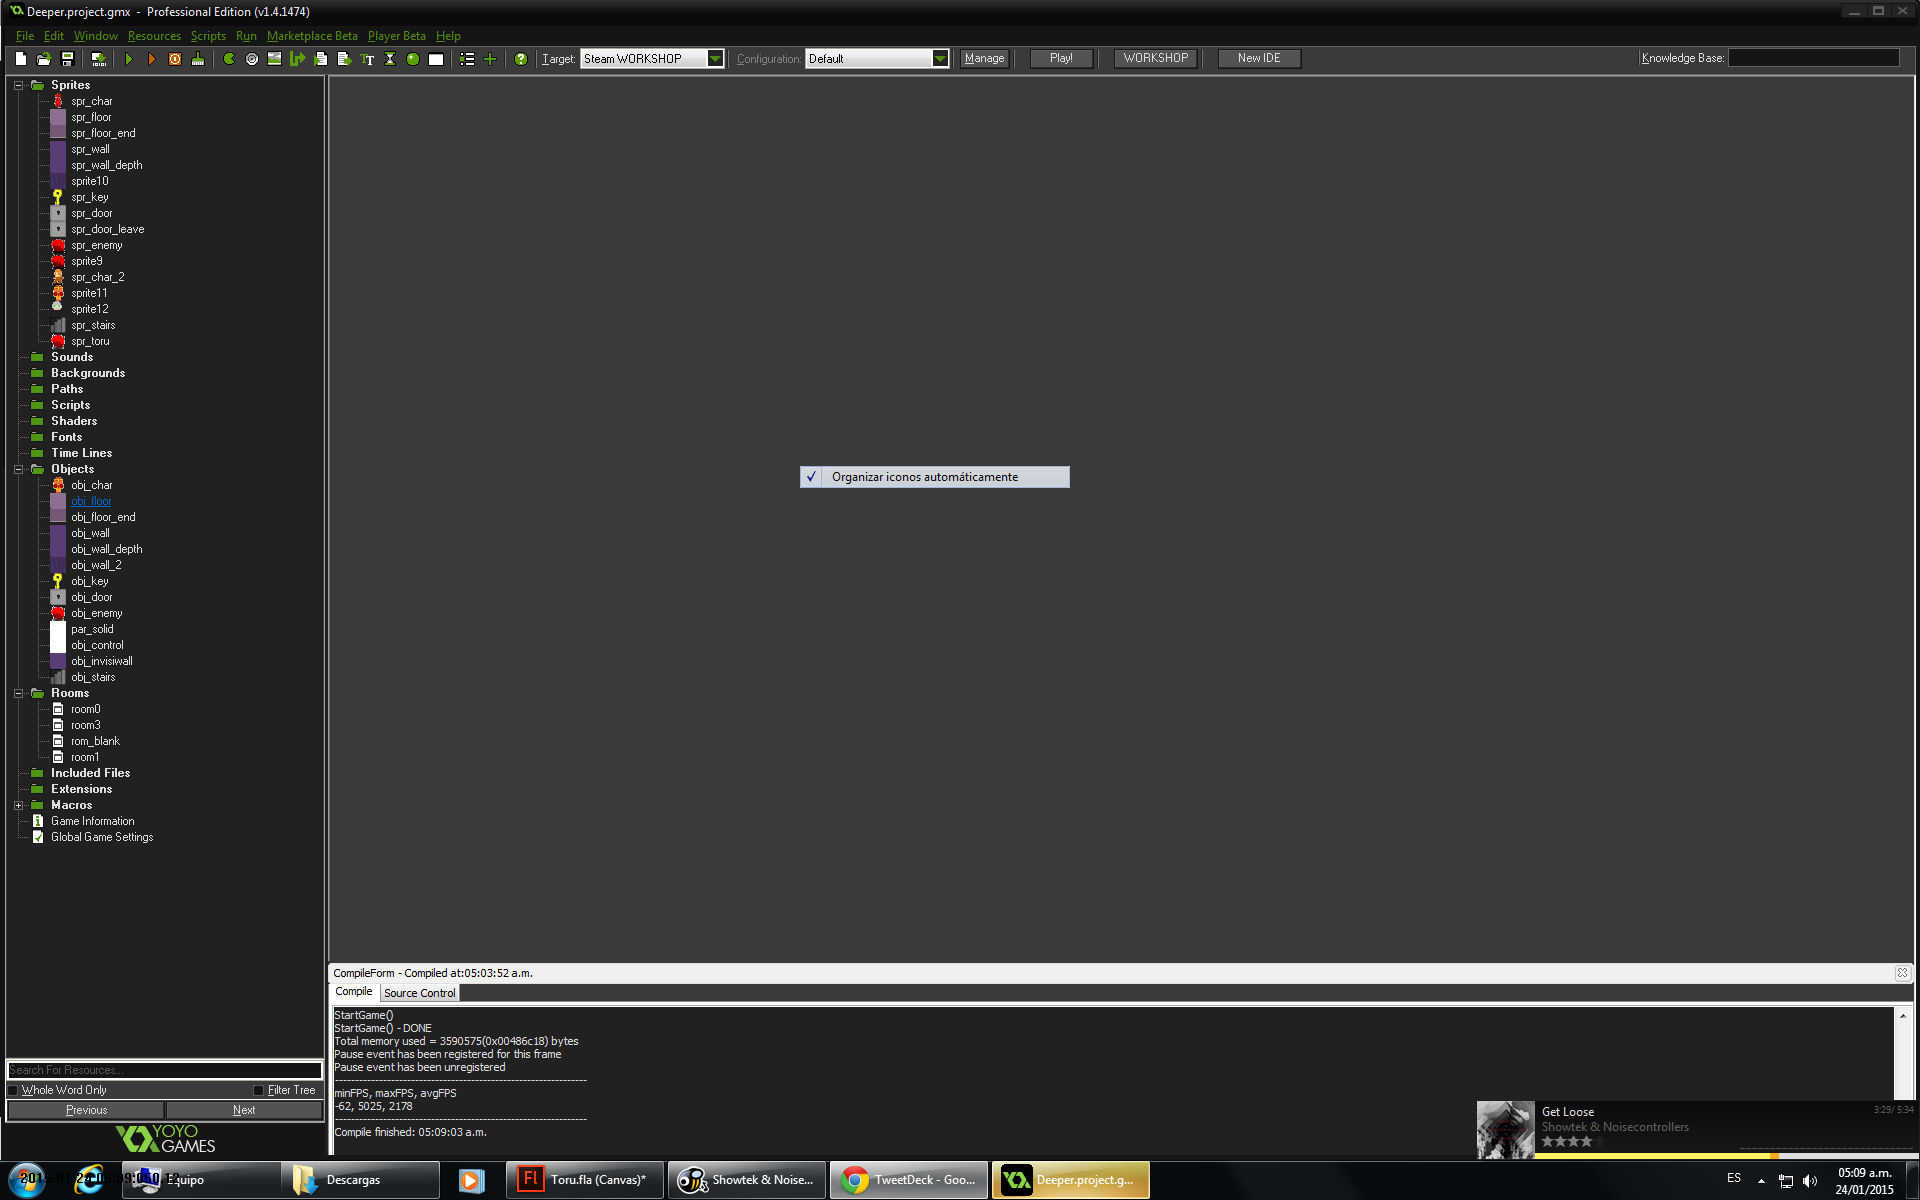 Deeper.project.gmx - Professional Edition (v1.4.1474)
File Edit Window Resources Scripts Run Marketplace Beta Player Beta Help
Target: Steam WORKSHOP Configuration: Default Manage Play! WORKSHOP New IDE Knowledge Base:
Sprites
spr_char
spr_floor
spr_floor_end
spr_wall
spr_wall_depth
sprite10
spr_key
spr_door
spr_door_leave
spr_enemy
sprite9
spr_char_2
sprite11
sprite12
spr_stairs
spr_toru
Sounds
Backgrounds
Paths
Scripts
Shaders
Fonts
Time Lines
Objects
obj_char
obj_floor
obj_floor_end
obj_wall
obj_wall_depth
obj_wall_2
obj_key
obj_door
obj_enemy
par_solid
obj_control
obj_invisiwall
obj_stairs
Rooms
room0
room3
rom_blank
room1
Included Files
Extensions
Macros
Game Information
Global Game Settings
Search For Resources...
Whole Word Only Filter Tree
Previous Next
YOYO
GAMES
✓ Organizar iconos automáticamente
CompileForm - Compiled at:05:03:52 a.m.
Compile Source Control
StartGame()
StartGame() - DONE
Total memory used = 3590575(0x00486c18) bytes
Pause event has been registered for this frame
Pause event has been unregistered
--------------------------------------------------------------------------------
minFPS, maxFPS, avgFPS
-62, 5025, 2178
--------------------------------------------------------------------------------
Compile finished: 05:09:03 a.m.
Get Loose 3:29/ 5:34
Showtek & Noisecontrollers
Equipo Descargas Toru.fla (Canvas)* Showtek & Noise... TweetDeck - Goo... Deeper.project.g... ES
05:09 a.m.
24/01/2015